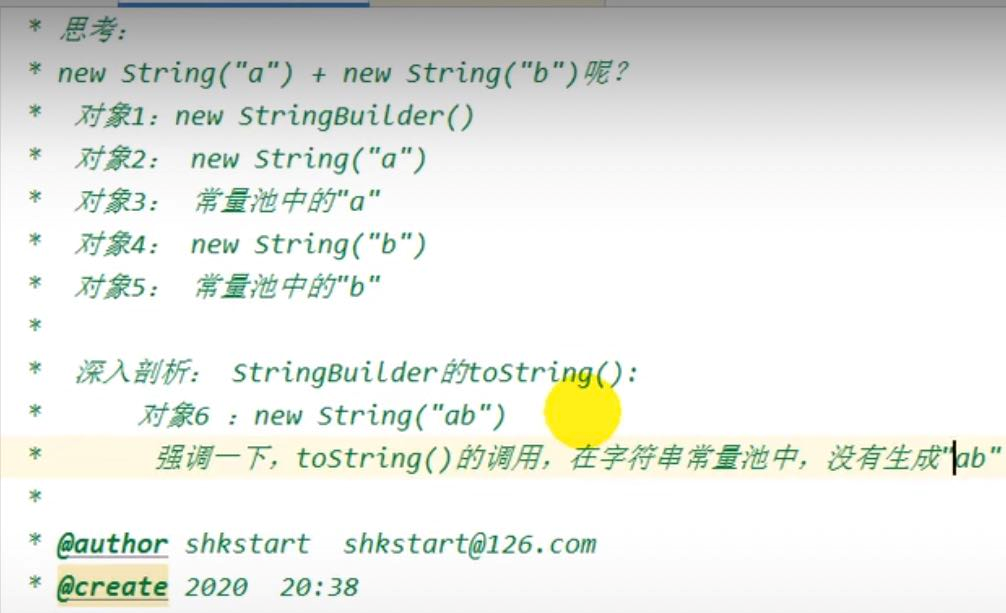 * 思考：
* new String("a") + new String("b")呢？
* 对象1：new StringBuilder()
* 对象2： new String("a")
* 对象3： 常量池中的"a"
* 对象4： new String("b")
* 对象5： 常量池中的"b"
*
* 深入剖析： StringBuilder的toString():
* 对象6 ：new String("ab")
* 强调一下，toString()的调用，在字符串常量池中，没有生成"ab"
*
* @author shkstart  shkstart@126.com
* @create 2020  20:38